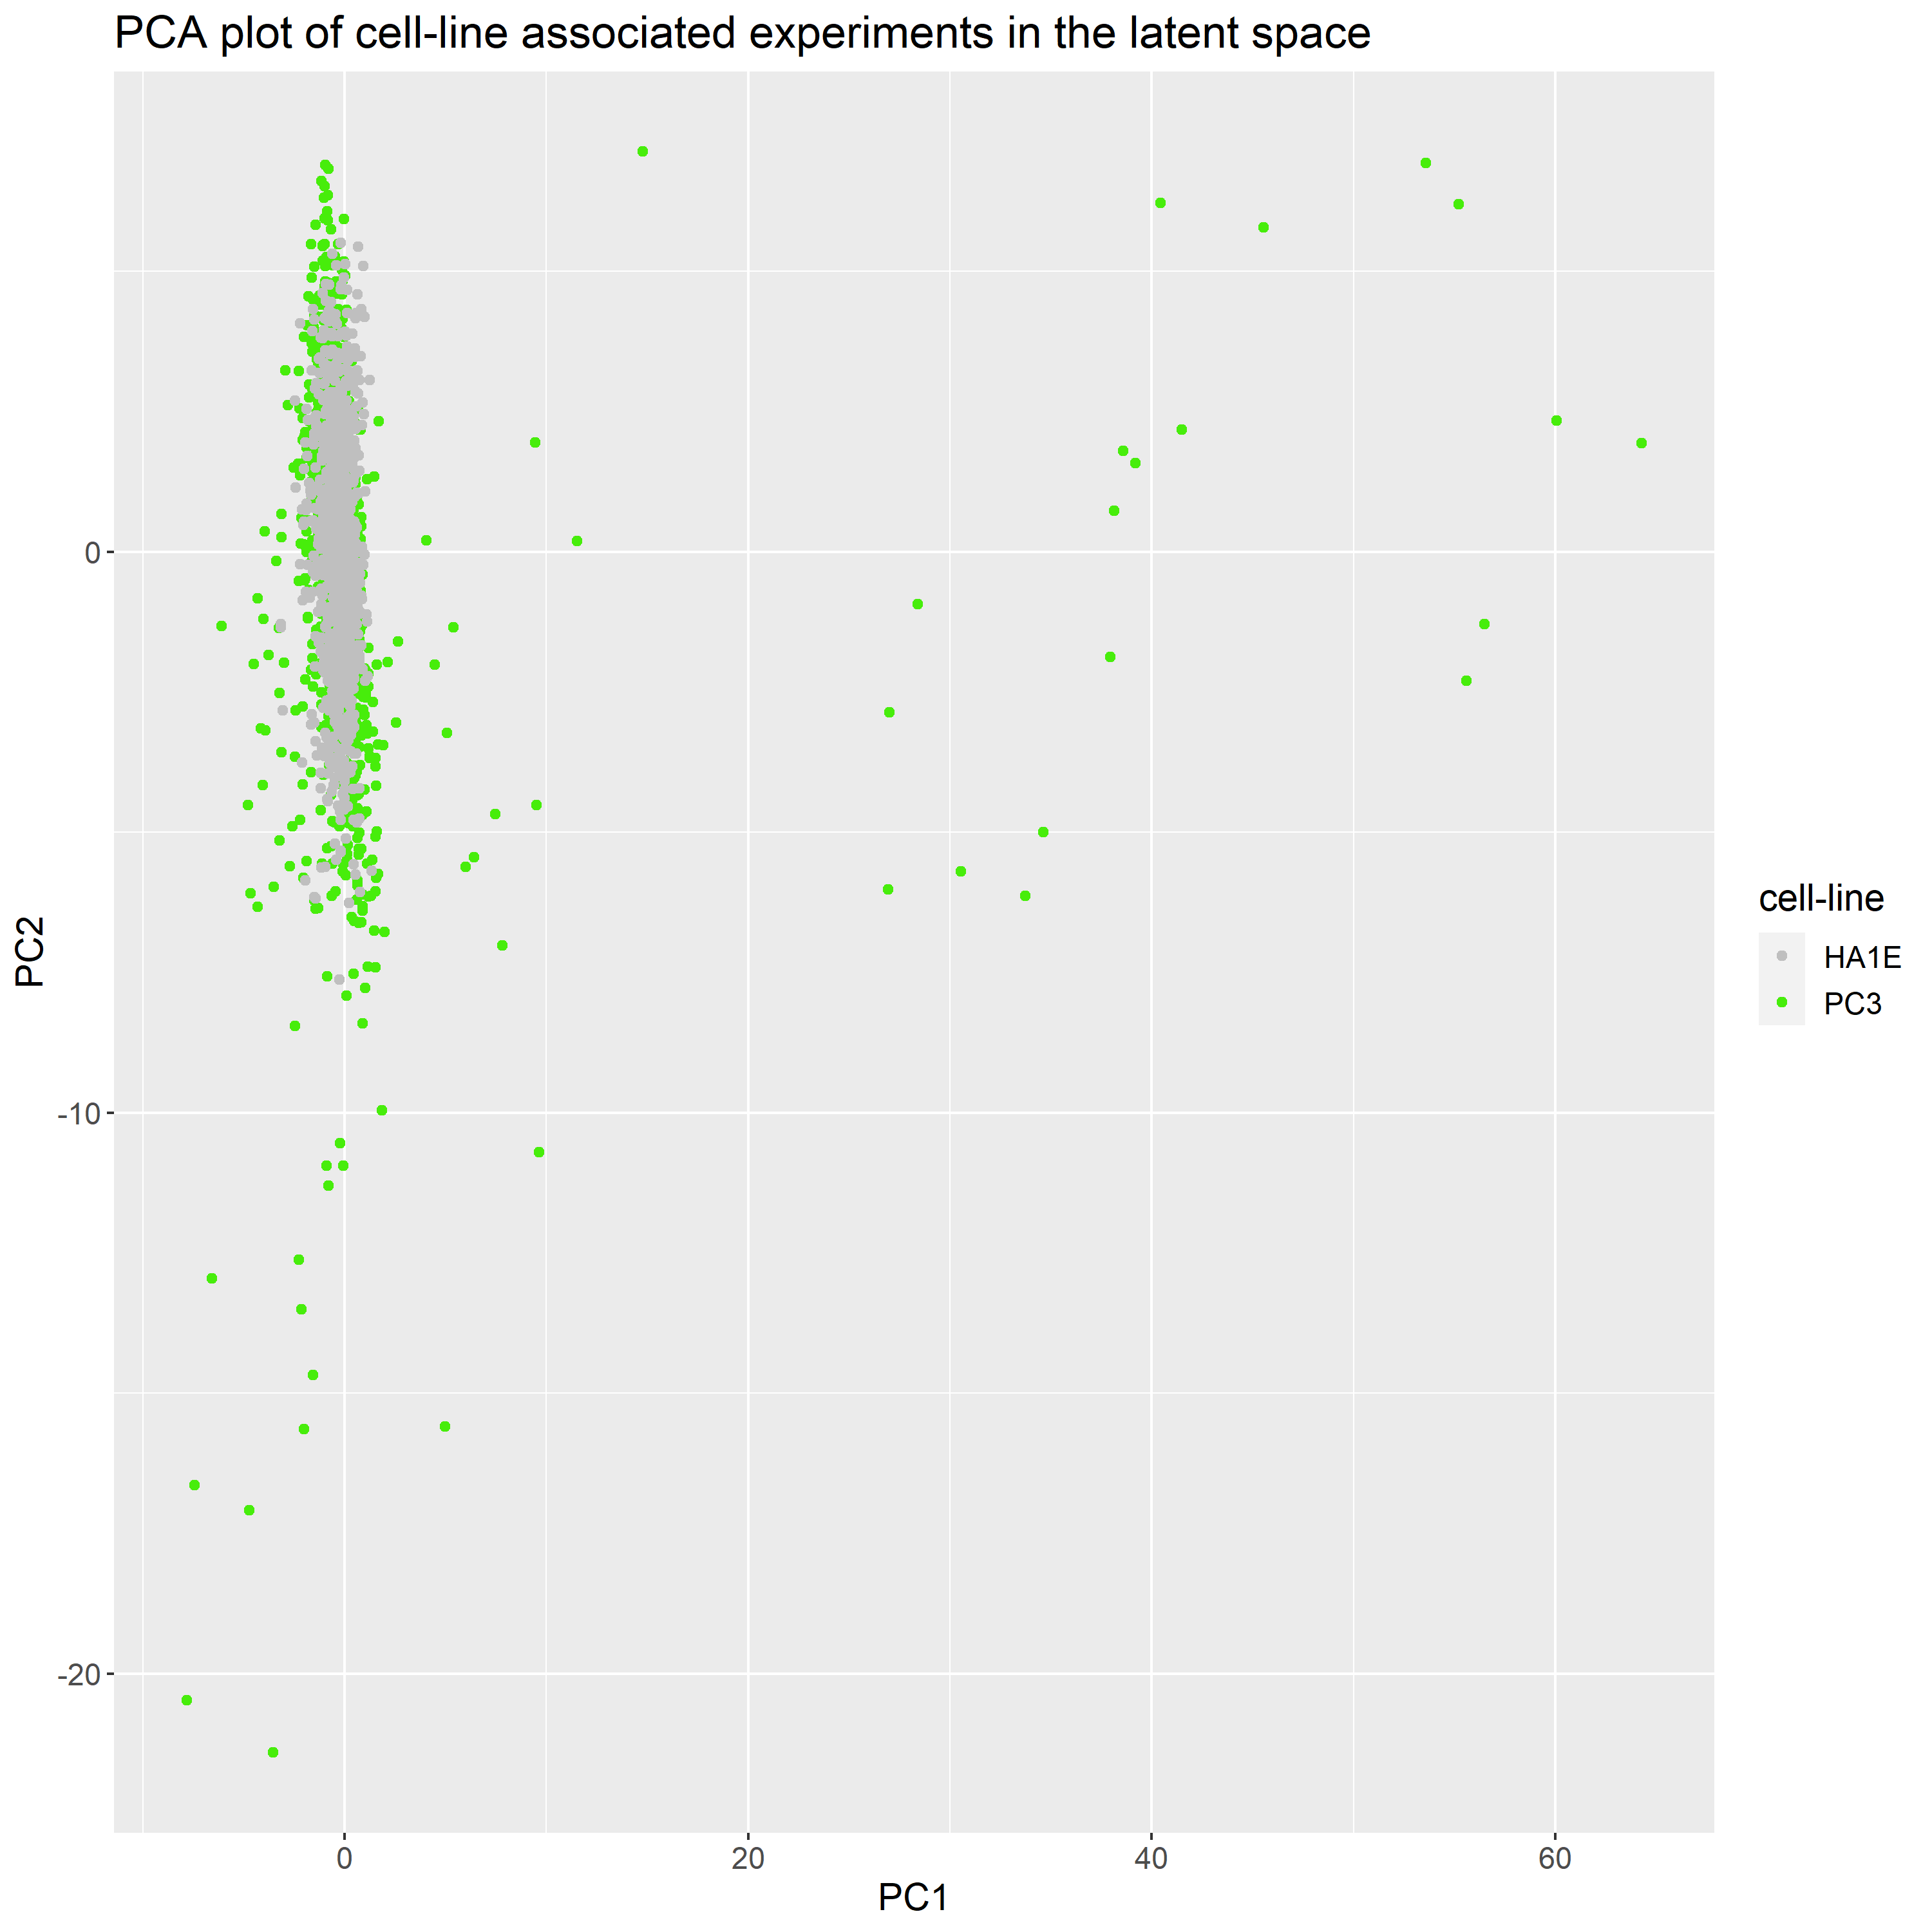 PCA plot of cell-line associated experiments in the latent space
0
-10
-20
PC2
0
20
40
60
PC1
cell-line
HA1E
PC3